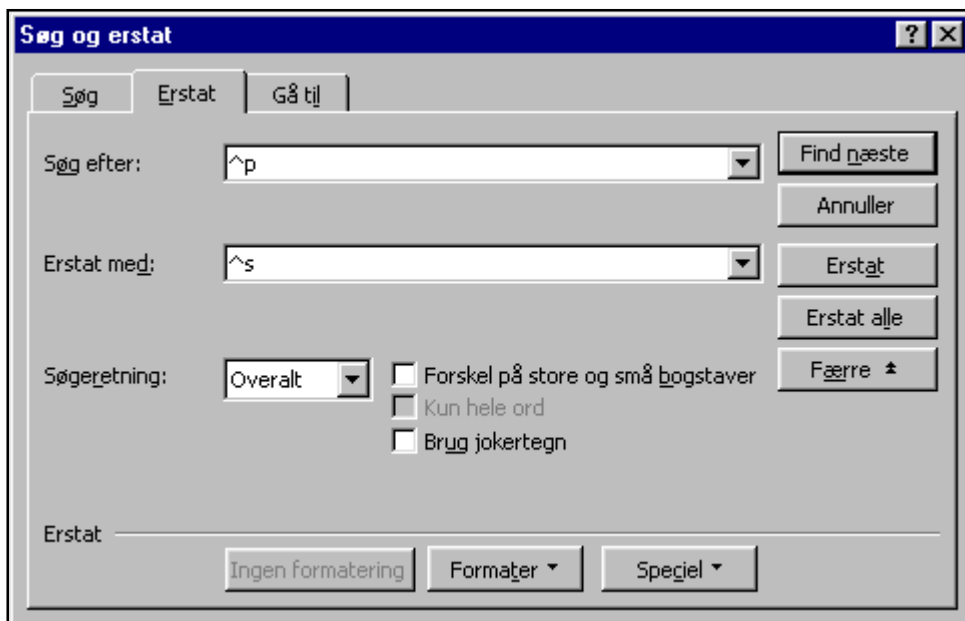 Søg og erstat
Søg Erstat Gå til
Søg efter: ^p Find næste
Annuller
Erstat med: ^s Erstat
Erstat alle
Søgeretning: Overalt Forskel på store og små bogstaver Færre
Kun hele ord
Brug jokertegn
Erstat
Ingen formatering Formater Speciel